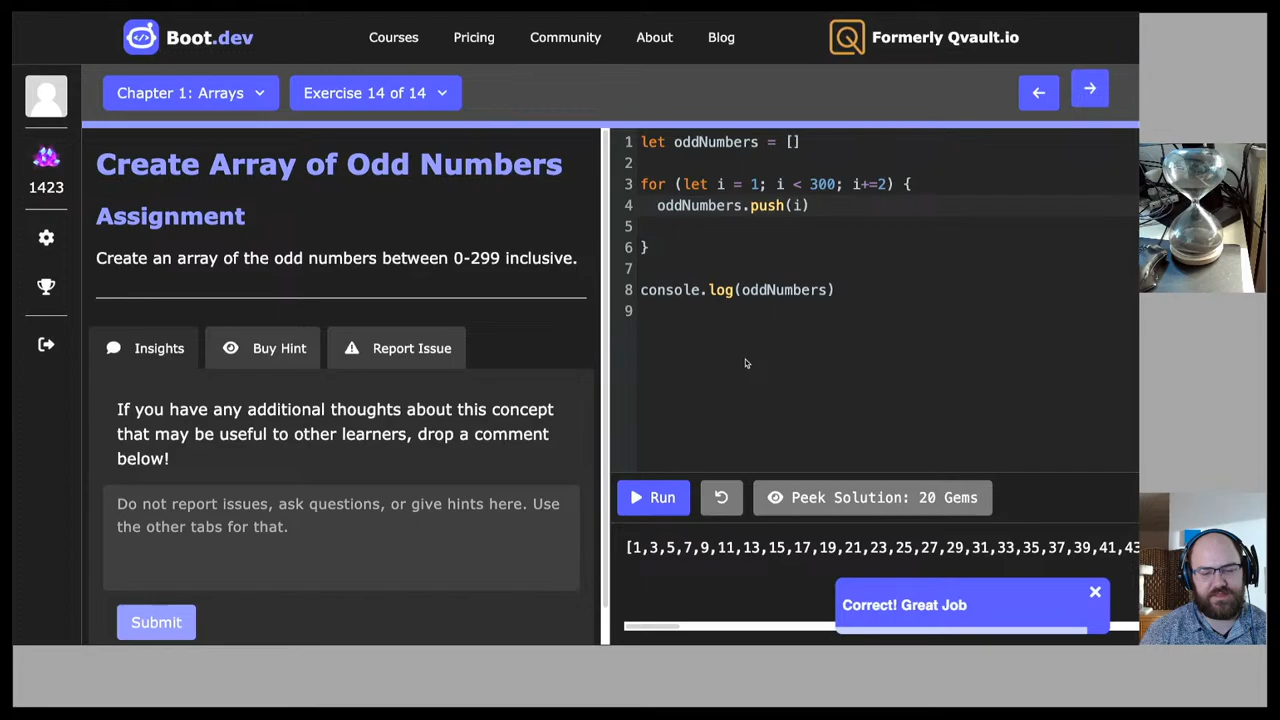 Boot.dev
Courses
Pricing
Community
About
Blog
Formerly Qvault.io
Chapter 1: Arrays
Exercise 14 of 14
1423
Create Array of Odd Numbers
Assignment
Create an array of the odd numbers between 0-299 inclusive.
Insights
Buy Hint
Report Issue
If you have any additional thoughts about this concept
that may be useful to other learners, drop a comment
below!
Do not report issues, ask questions, or give hints here. Use
the other tabs for that.
Submit
1 let oddNumbers = []
2
3 for (let i = 1; i < 300; i+=2) {
4 oddNumbers.push(i)
5
6 }
7
8 console.log(oddNumbers)
9
Run
Peek Solution: 20 Gems
[1,3,5,7,9,11,13,15,17,19,21,23,25,27,29,31,33,35,37,39,41,43
Correct! Great Job